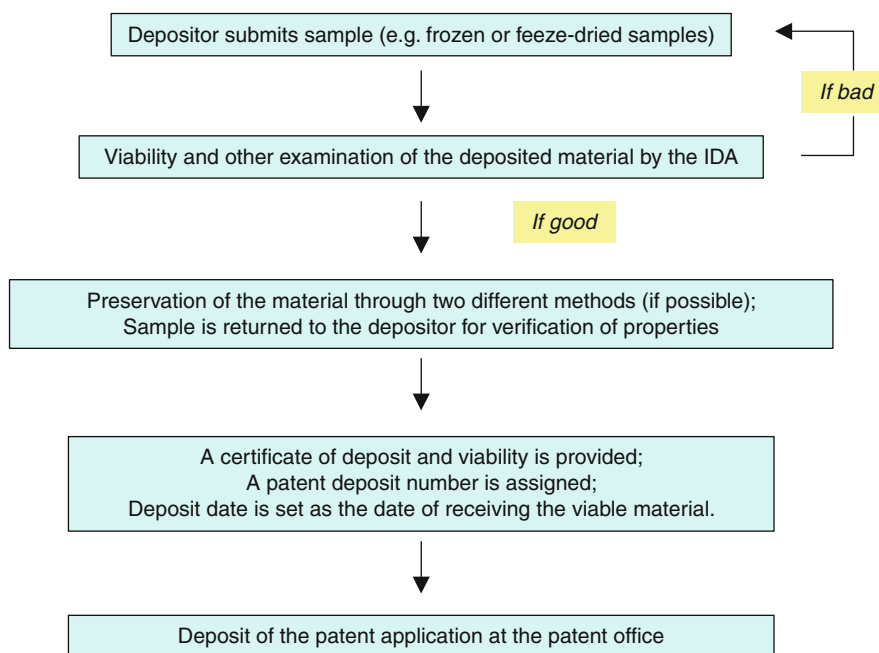 Depositor submits sample (e.g. frozen or feeze-dried samples)
If bad
Viability and other examination of the deposited material by the IDA
If good
Preservation of the material through two different methods (if possible);
Sample is returned to the depositor for verification of properties
A certificate of deposit and viability is provided;
A patent deposit number is assigned;
Deposit date is set as the date of receiving the viable material.
Deposit of the patent application at the patent office